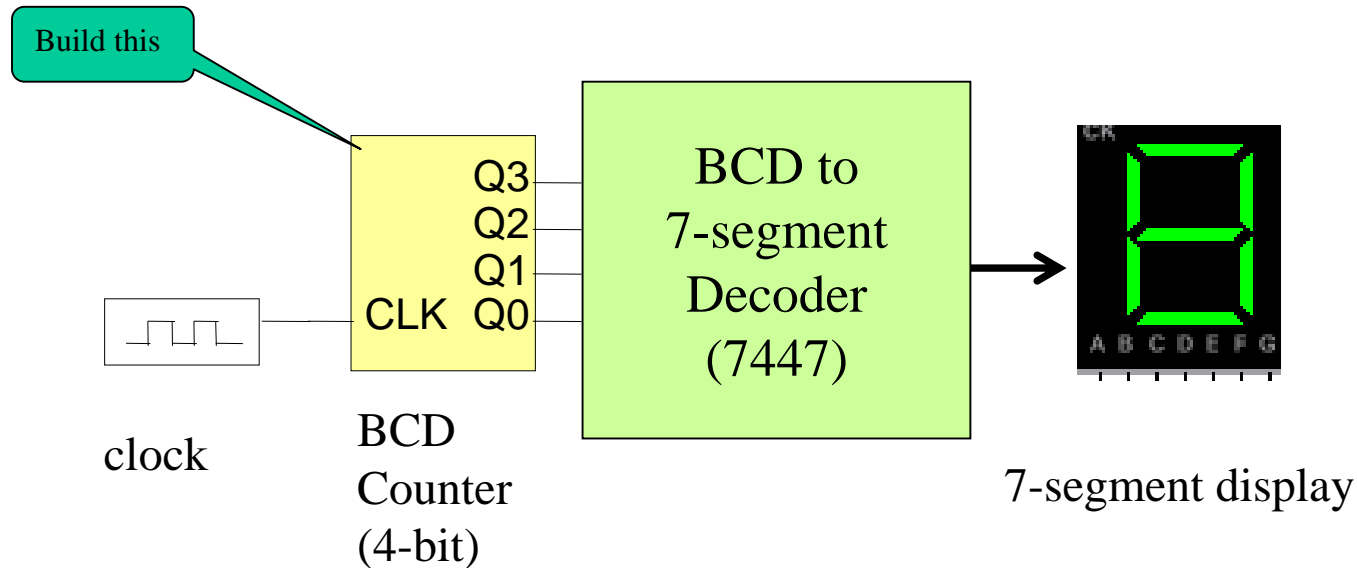 Build this
Q3
Q2
Q1
CLK Q0
BCD to
7-segment
Decoder
(7447)
CK
A B C D E F G
clock
BCD
Counter
(4-bit)
7-segment display